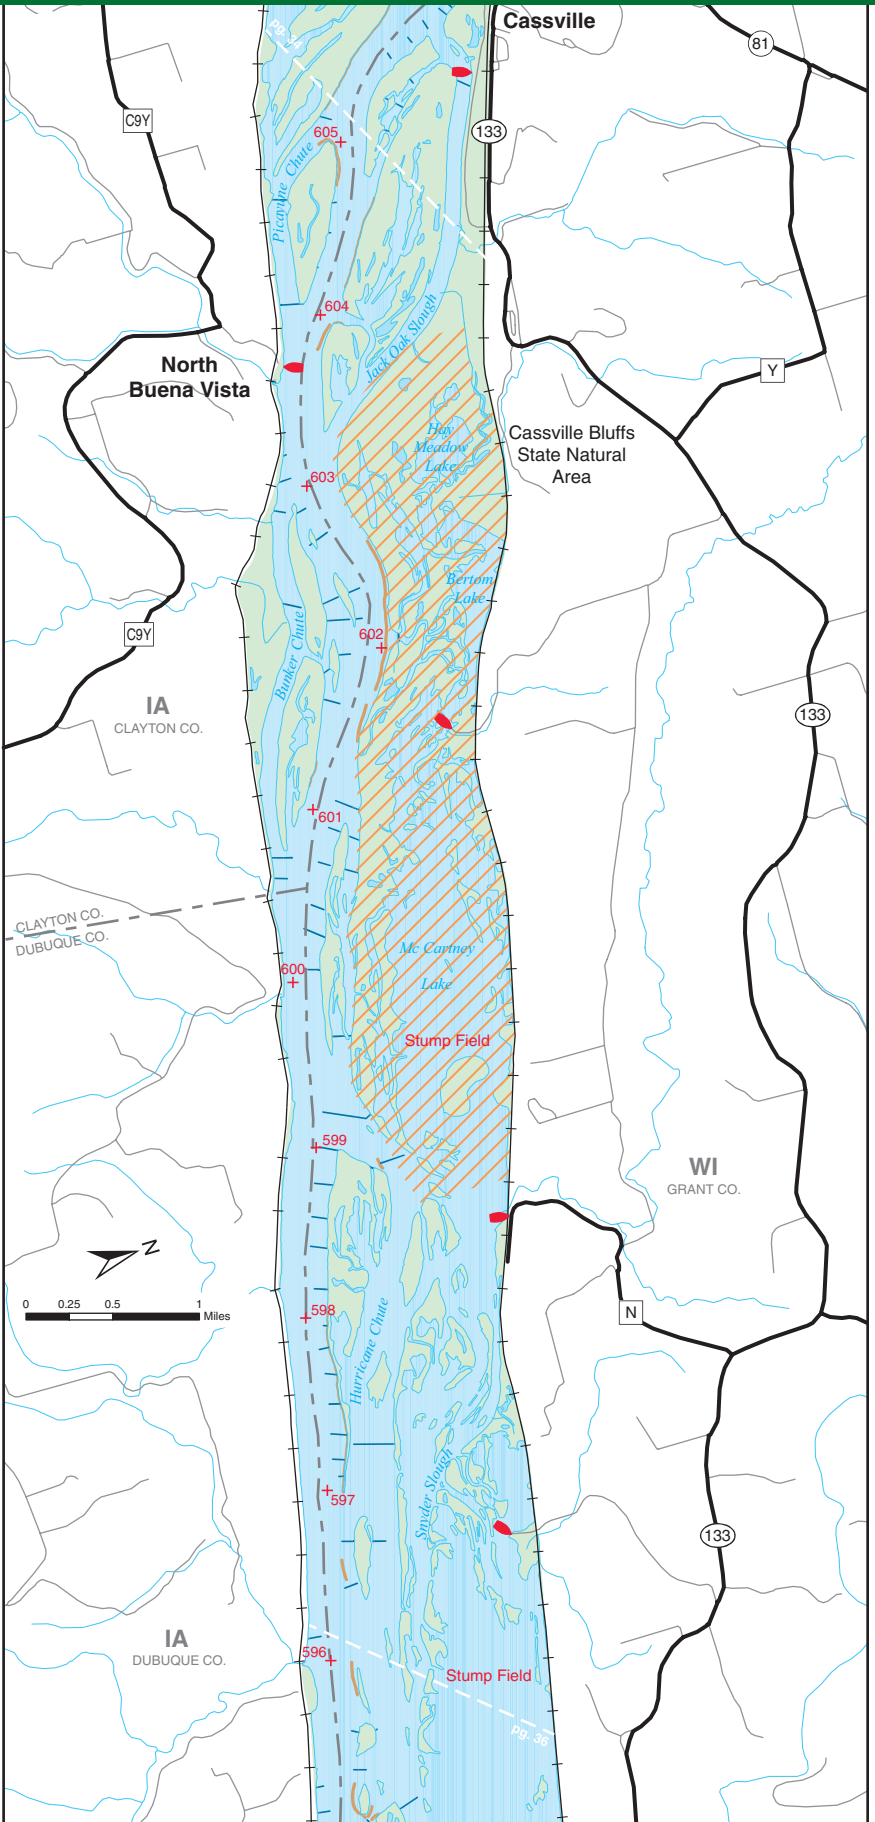 Cassville
81
pg. 34
C9Y
605
133
Picayune Chute
604
Jack Oak Slough
North
Buena Vista
Y
Hay
Meadow
Lake
Cassville Bluffs
State Natural
Area
603
Bertom
Lake
602
C9Y
Bunker Chute
IA
CLAYTON CO.
133
601
CLAYTON CO.
DUBUQUE CO.
Mc Cartney
Lake
600
Stump Field
599
WI
GRANT CO.
N
0 0.25 0.5 1
Miles
598
N
Hurricane Chute
597
Snyder Slough
133
IA
DUBUQUE CO.
596
Stump Field
pg. 36